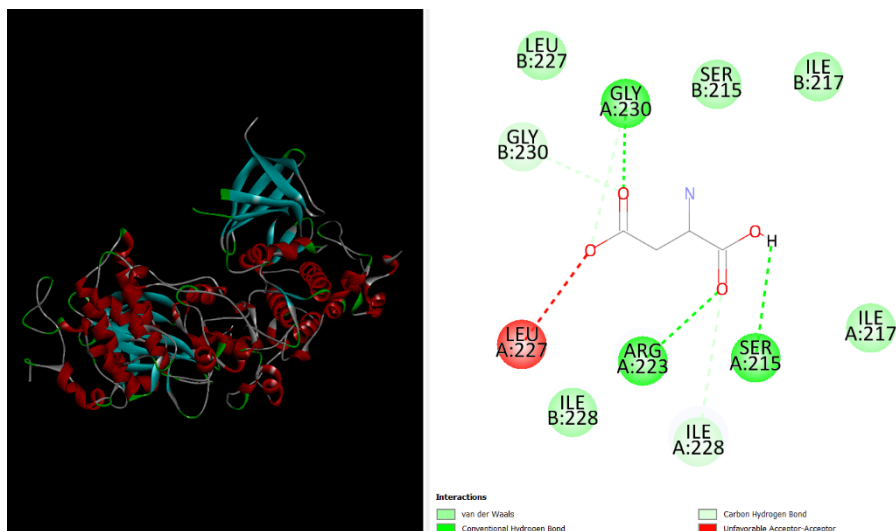 LEU
B:227
GLY
A:230
SER
B:215
ILE
B:217
GLY
B:230
O
N
O
O
H
O
LEU
A:227
ARG
A:223
SER
A:215
ILE
A:217
ILE
B:228
ILE
A:228
Interactions
van der Waals
Conventional Hydrogen Bond
Carbon Hydrogen Bond
Unfavorable Acceptor-Acceptor